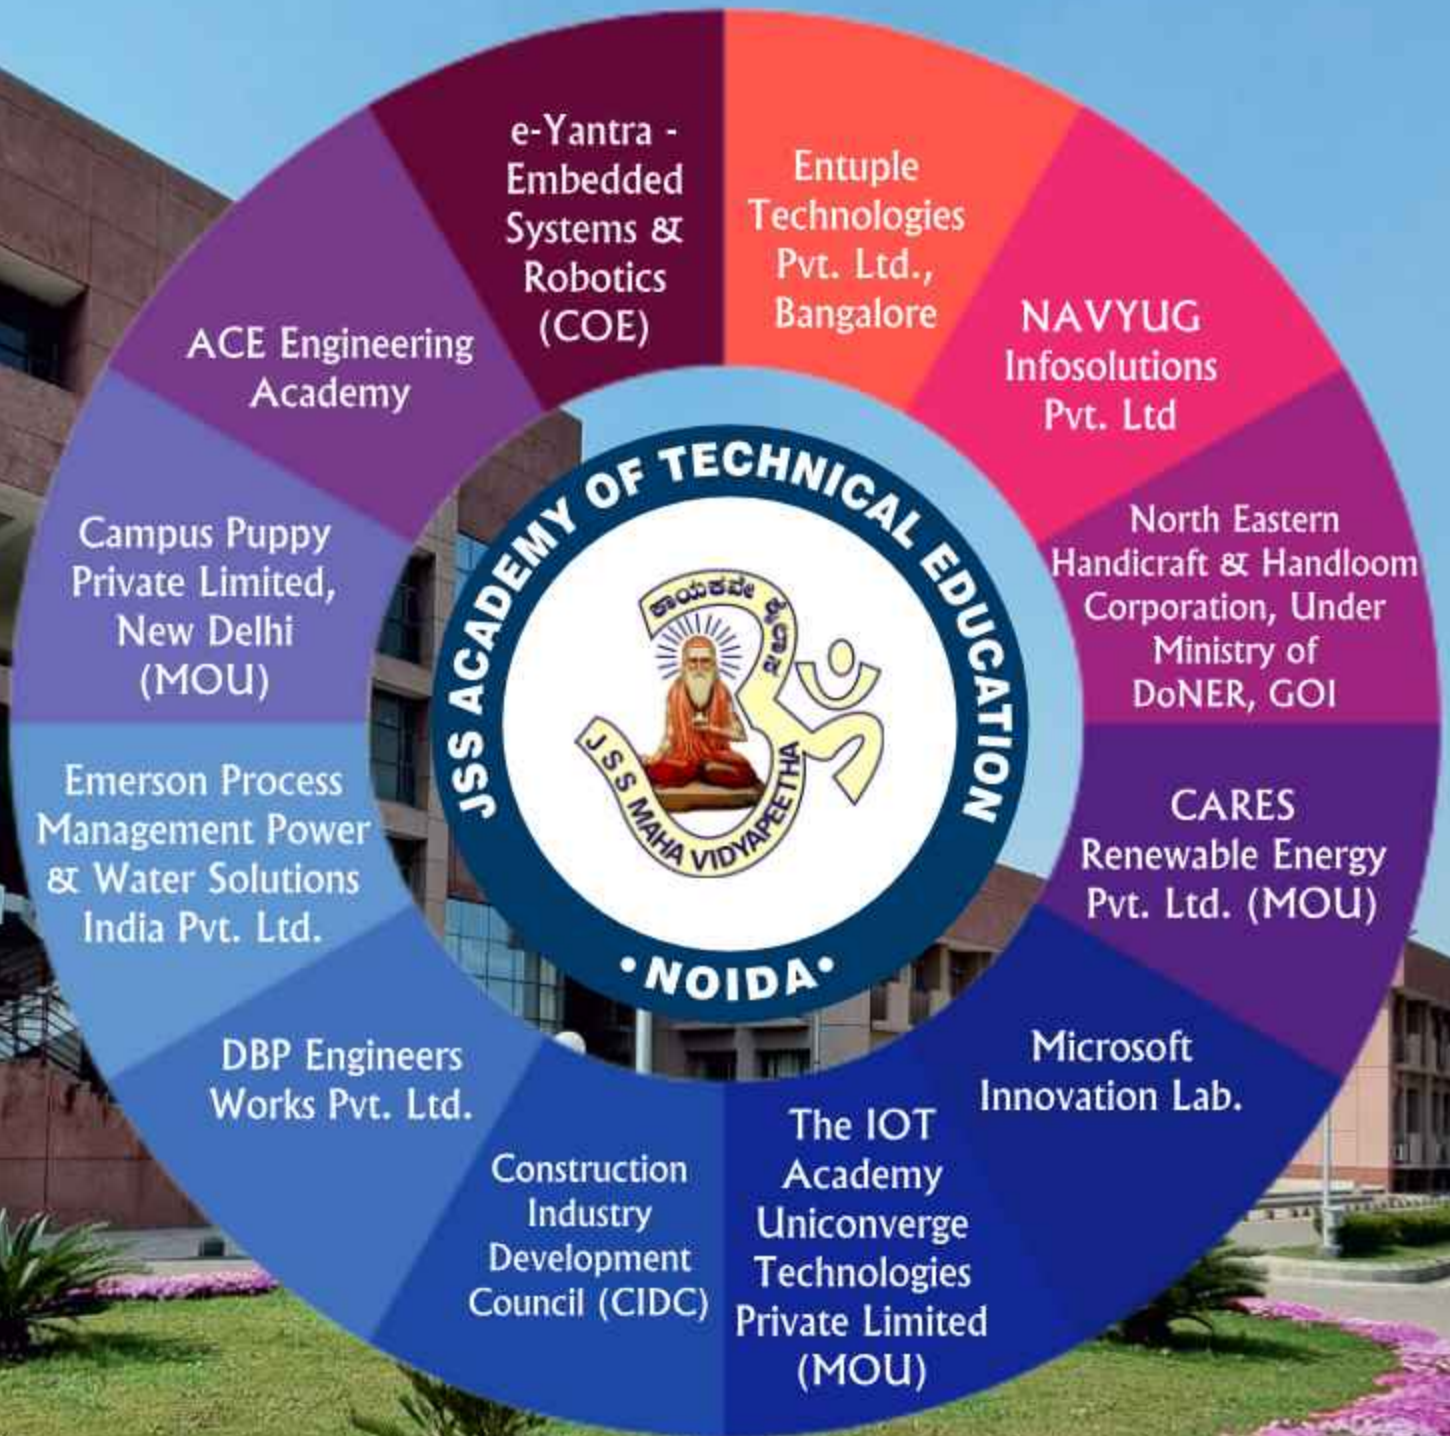 e-Yantra -
Embedded
Systems &
Robotics
(COE)
Entuple
Technologies
Pvt. Ltd.,
Bangalore
NAVYUG
Infosolutions
Pvt. Ltd
North Eastern
Handicraft & Handloom
Corporation, Under
Ministry of
DoNER, GOI
CARES
Renewable Energy
Pvt. Ltd. (MOU)
Microsoft
Innovation Lab.
The IOT
Academy
Uniconverge
Technologies
Private Limited
(MOU)
Construction
Industry
Development
Council (CIDC)
DBP Engineers
Works Pvt. Ltd.
Emerson Process
Management Power
& Water Solutions
India Pvt. Ltd.
Campus Puppy
Private Limited,
New Delhi
(MOU)
ACE Engineering
Academy
JSS ACADEMY OF TECHNICAL EDUCATION
• NOIDA •
ಕಾಯಕವೇ
JSS MAHA VIDYAPEETHA